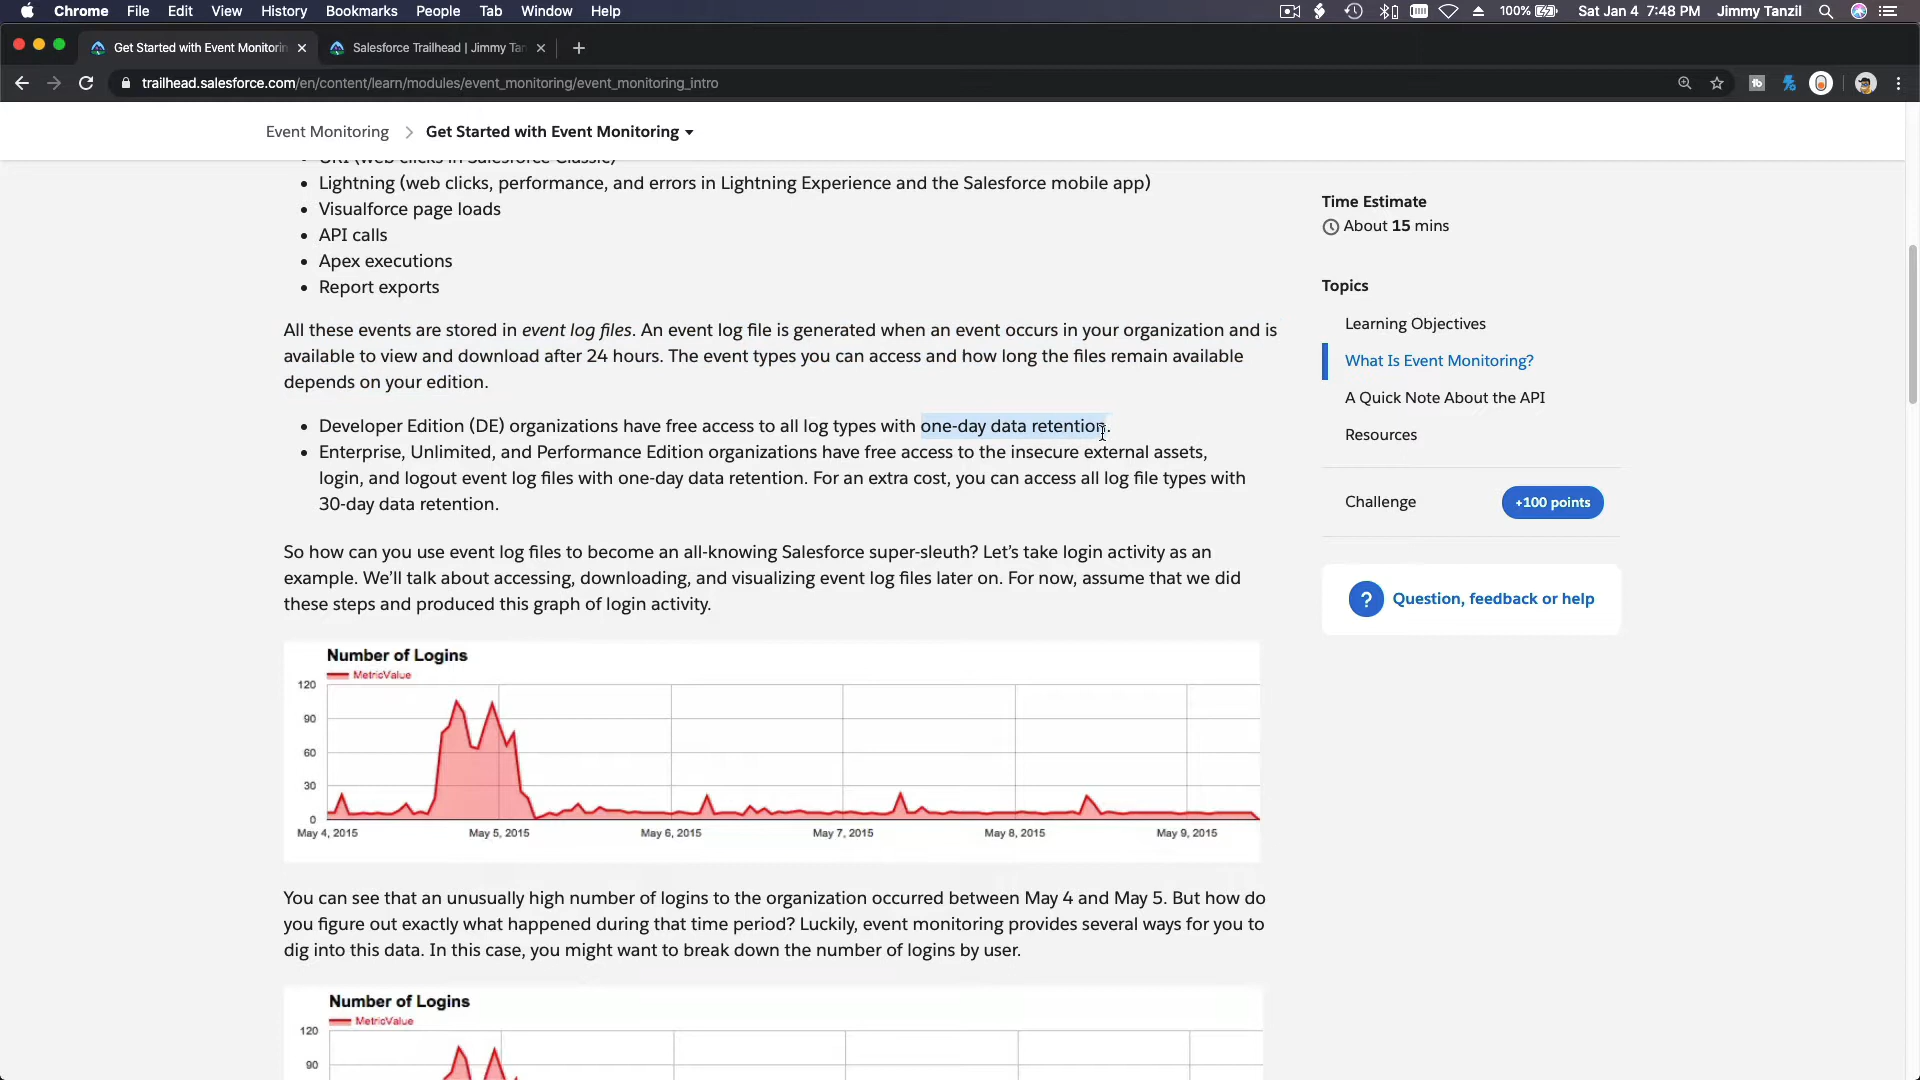 Chrome File Edit View History Bookmarks People Tab Window Help 100% Sat Jan 4 7:48 PM Jimmy Tanzil
Get Started with Event Monitorin Salesforce Trailhead | Jimmy Tan
trailhead.salesforce.com/en/content/learn/modules/event_monitoring/event_monitoring_intro
Event Monitoring Get Started with Event Monitoring
URI (web clicks in Salesforce Classic)
• Lightning (web clicks, performance, and errors in Lightning Experience and the Salesforce mobile app)
• Visualforce page loads
• API calls
• Apex executions
• Report exports
All these events are stored in event log files. An event log file is generated when an event occurs in your organization and is
available to view and download after 24 hours. The event types you can access and how long the files remain available
depends on your edition.
• Developer Edition (DE) organizations have free access to all log types with one-day data retention.
• Enterprise, Unlimited, and Performance Edition organizations have free access to the insecure external assets,
login, and logout event log files with one-day data retention. For an extra cost, you can access all log file types with
30-day data retention.
So how can you use event log files to become an all-knowing Salesforce super-sleuth? Let's take login activity as an
example. We'll talk about accessing, downloading, and visualizing event log files later on. For now, assume that we did
these steps and produced this graph of login activity.
Number of Logins
MetricValue
120
90
60
30
0
May 4, 2015 May 5, 2015 May 6, 2015 May 7, 2015 May 8, 2015 May 9, 2015
You can see that an unusually high number of logins to the organization occurred between May 4 and May 5. But how do
you figure out exactly what happened during that time period? Luckily, event monitoring provides several ways for you to
dig into this data. In this case, you might want to break down the number of logins by user.
Number of Logins
MetricValue
120
90
Time Estimate
About 15 mins
Topics
Learning Objectives
What Is Event Monitoring?
A Quick Note About the API
Resources
Challenge +100 points
? Question, feedback or help